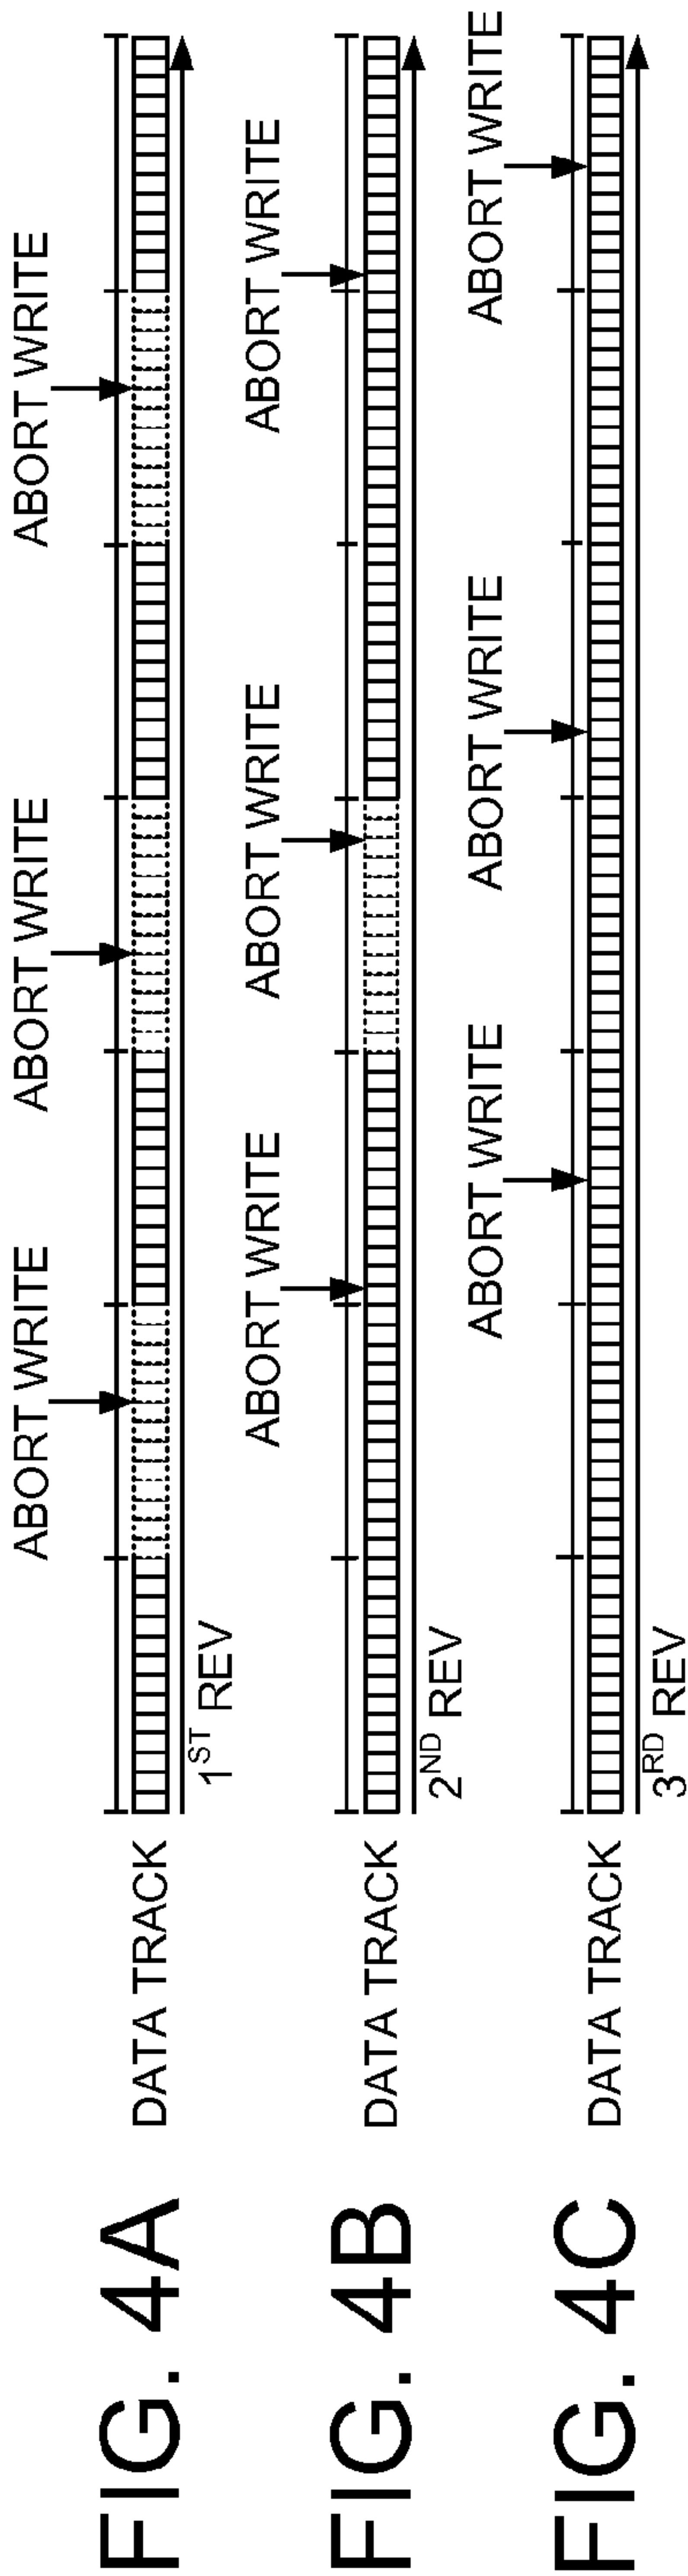 ABORT WRITE ABORT WRITE ABORT WRITE
FIG. 4A DATA TRACK
1ST REV
ABORT WRITE ABORT WRITE ABORT WRITE
FIG. 4B DATA TRACK
2ND REV
ABORT WRITE ABORT WRITE ABORT WRITE
FIG. 4C DATA TRACK
3RD REV